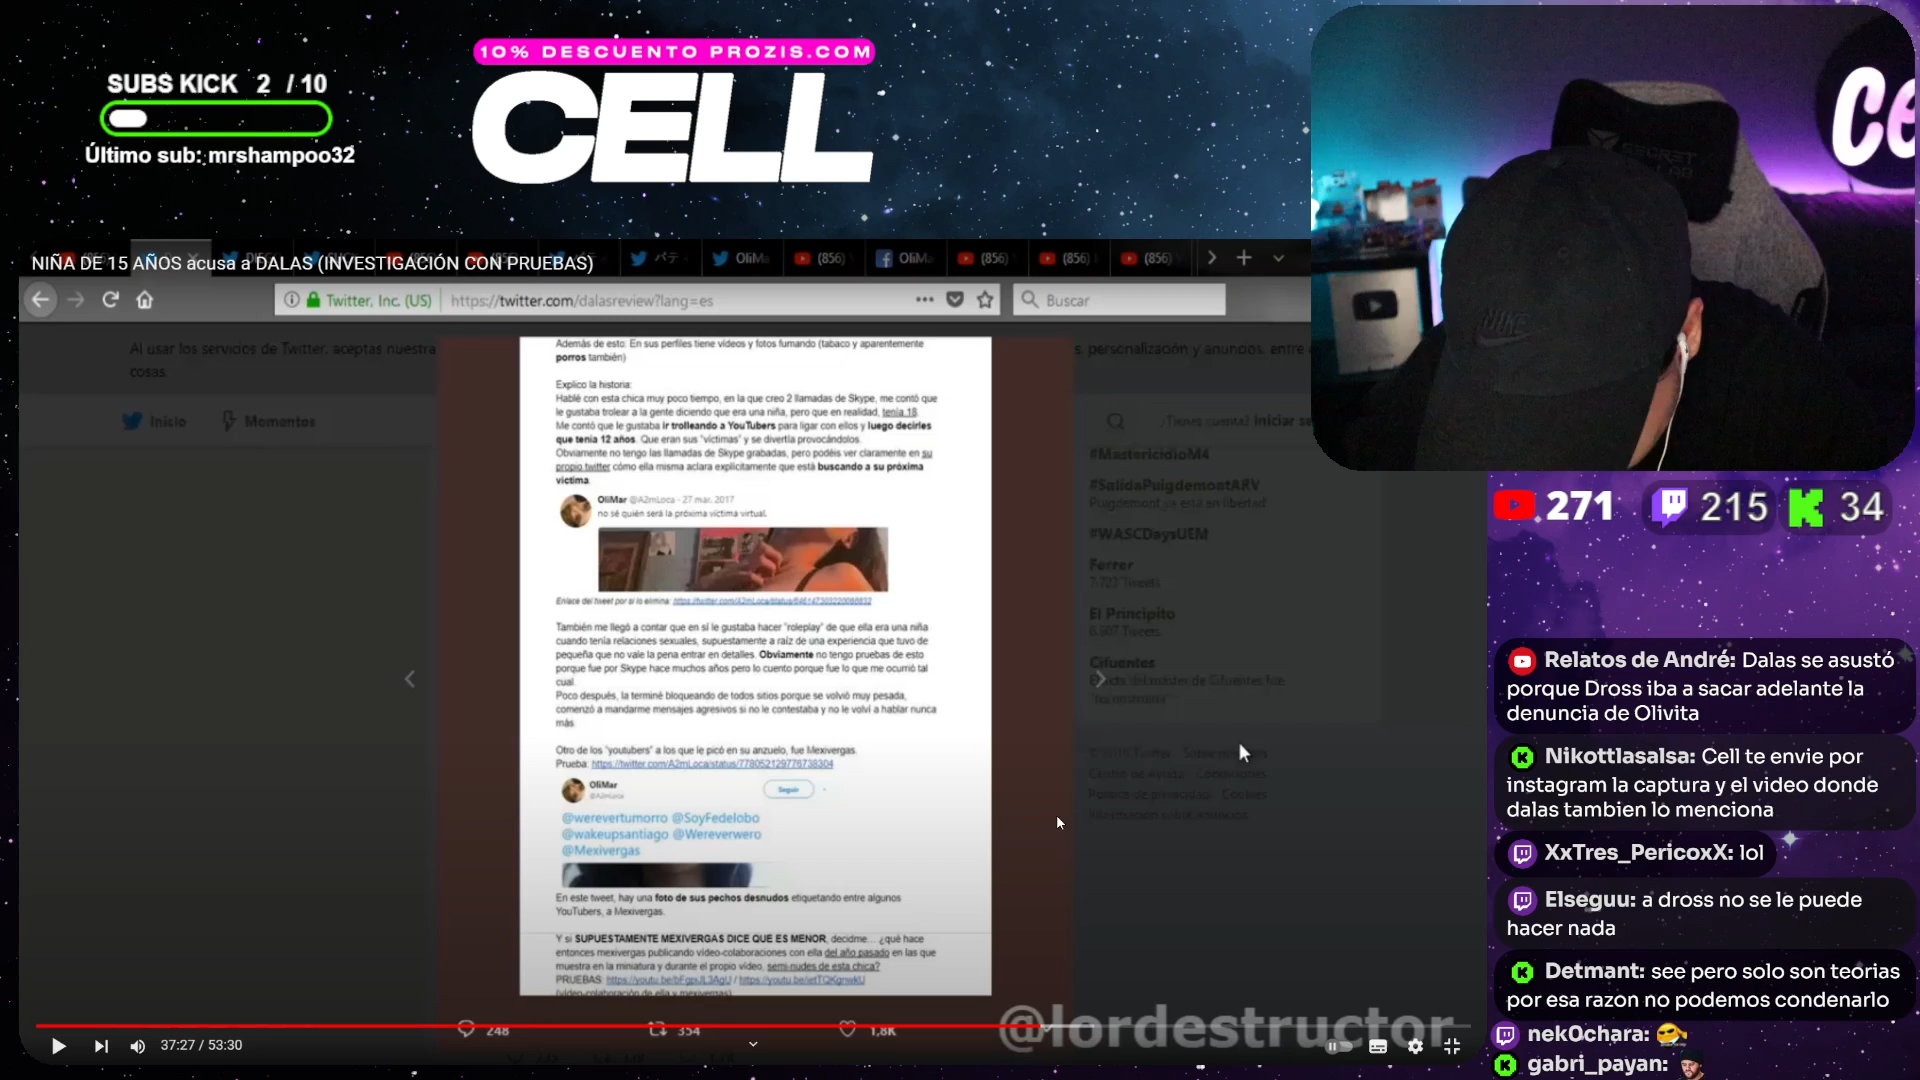 SUBS KICK 2 / 10
Último sub: mrshampoo32
10% DESCUENTO PROZIS.COM
CELL
Ce
SECRET
LAB
NIKE
NIÑA DE 15 AÑOS acusa a DALAS (INVESTIGACIÓN CON PRUEBAS)
OliM
(856)
OliM
(856)
(856)
(856)
Twitter, Inc. (US)
https://twitter.com/dalasreview?lang=es
Buscar
Al usar los servicios de Twitter, aceptas nuestra
cosas.
s, personalización y anuncios, entre
Inicio
Momentos
¿Tienes cuenta? Iniciar se
Además de esto: En sus perfiles tiene vídeos y fotos fumando (tabaco y aparentemente
porros también)
Explico la historia:
Hablé con esta chica muy poco tiempo, en la que creo 2 llamadas de Skype, me contó que
le gustaba trolear a la gente diciendo que era una niña, pero que en realidad, tenía 18.
Me contó que le gustaba ir trolleando a YouTubers para ligar con ellos y luego decirles
que tenía 12 años. Que eran sus "víctimas" y se divertía provocándolos.
Obviamente no tengo las llamadas de Skype grabadas, pero podéis ver claramente en su
propio twitter cómo ella misma aclara explícitamente que está buscando a su próxima
víctima.
OliMar @A2mLoca - 27 mar. 2017
no sé quién será la próxima víctima virtual.
Enlace del tweet por si lo elimina:
También me llegó a contar que en sí le gustaba hacer "roleplay" de que ella era una niña
cuando tenía relaciones sexuales, supuestamente a raíz de una experiencia que tuvo de
pequeña que no vale la pena entrar en detalles. Obviamente no tengo pruebas de esto
porque fue por Skype hace muchos años pero lo cuento porque fue lo que me ocurrió tal
cual.
Poco después, la terminé bloqueando de todos sitios porque se volvió muy pesada,
comenzó a mandarme mensajes agresivos si no le contestaba y no le volví a hablar nunca
más.
Otro de los "youtubers" a los que le picó en su anzuelo, fue Mexivergas.
Prueba: https://twitter.com/A2mLoca/status/778052129776738304
OliMar
@A2mLoca
Seguir
@werevertumorro @SoyFedelobo
@wakeupsantiago @Wereverwero
@Mexivergas
En este tweet, hay una foto de sus pechos desnudos etiquetando entre algunos
YouTubers, a Mexivergas.
Y si SUPUESTAMENTE MEXIVERGAS DICE QUE ES MENOR, decidme... ¿qué hace
entonces mexivergas publicando vídeo-colaboraciones con ella del año pasado en las que
muestra en la miniatura y durante el propio vídeo, semi-nudes de esta chica?
PRUEBAS:
(vídeo-colaboración de ella y mexivergas)
#MastericidioM4
#SalidaPuigdemontARV
Puigdemont ya está en libertad
#WASCDaysUEM
Ferrer
7.723 Tweets
El Principito
6.907 Tweets
Cifuentes
248
354
1,8K
@lordestructor
37:27 / 53:30
271
215
34
Relatos de André: Dalas se asustó
porque Dross iba a sacar adelante la
denuncia de Olivita
Nikottlasalsa: Cell te envie por
instagram la captura y el video donde
dalas tambien lo menciona
XxTres_PericoxX: lol
Elseguu: a dross no se le puede
hacer nada
Detmant: see pero solo son teorias
por esa razon no podemos condenarlo
nek0chara:
gabri_payan: